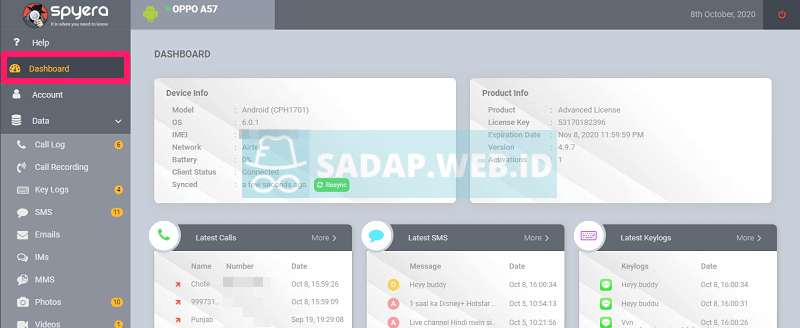 SPYERA
It is where you need to know
OPPO A57
8th October, 2020
? Help
Dashboard
Account
Data
Call Log 6
Call Recording
Key Logs 4
SMS 11
Emails
IMs
MMS
Photos 10
Videos 1
DASHBOARD
Device Info
Model : Android (CPH1701)
OS : 6.0.1
IMEI :
Network : Airtel
Battery : 0%
Client Status : Connected
Synced : a few seconds ago Resync
Product Info
Product : Advanced License
License Key : 53170182396
Expiration Date : Nov 8, 2020 11:59:59 PM
Version : 4.9.7
Activations : 1
SADAP.WEB.ID
Latest Calls More >
Name Number Date
Chote Oct 8, 15:59:26
999731 Oct 8, 15:59:09
Punjab Sep 19, 19:29:08
Latest SMS More >
Message Date
D Heyy buddy Oct 8, 16:00:34
A 1 saal ka Disney+ Hotstar .. Oct 5, 10:54:13
A Live channel Hindi mein si.. Oct 5, 10:21:56
Latest Keylogs More >
Keylogs Date
Heyy buddy Oct 8, 16:00:34
Heyy buddu Oct 8, 16:00:31
Vvn Oct 8, 16:00:27